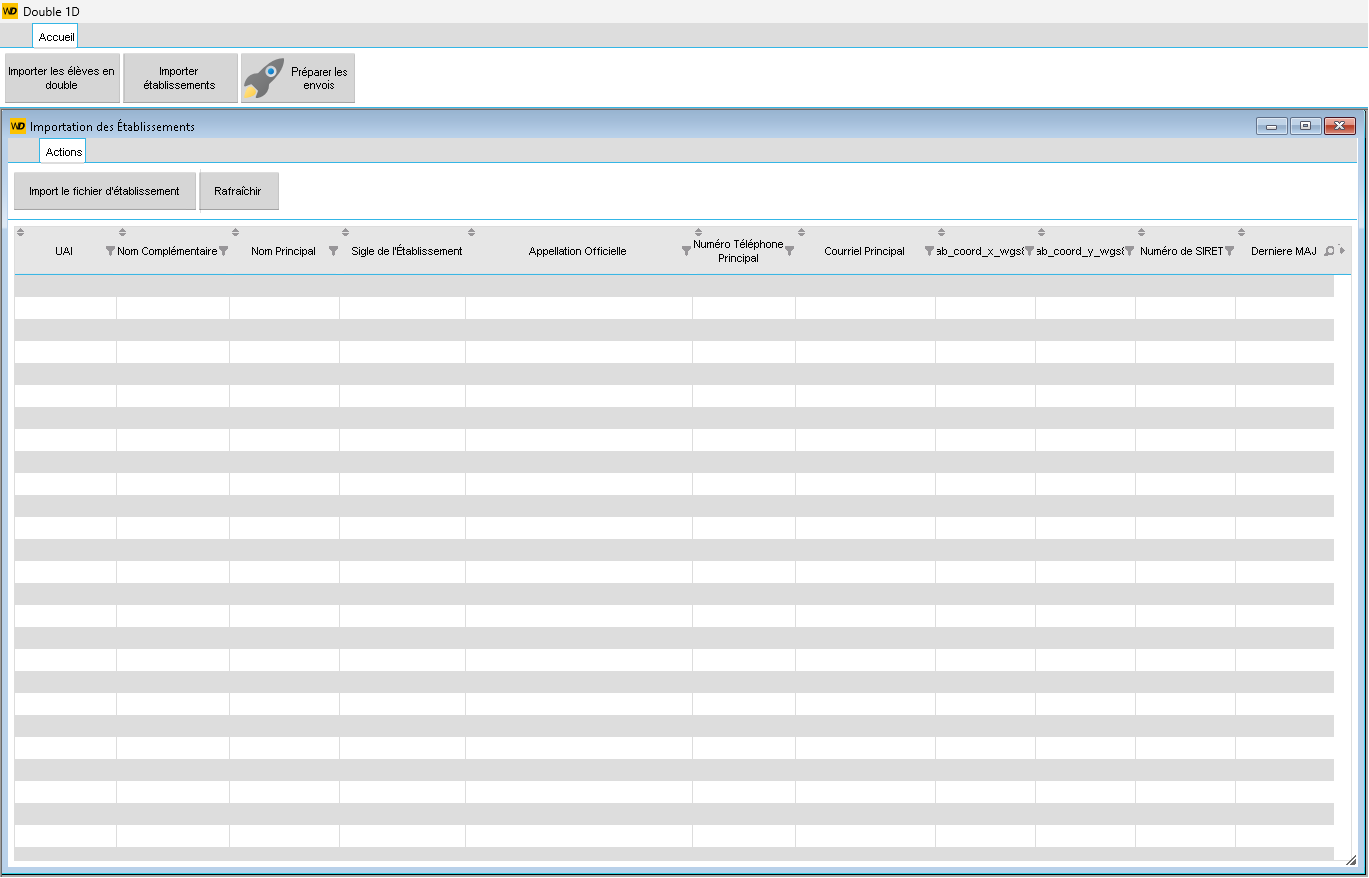 WD Double 1D
Accueil
Importer les élèves en
double
Importer
établissements
Préparer les
envois
WD Importation des Établissements
Actions
Import le fichier d'établissement
Rafraîchir
UAI
Nom Complémentaire
Nom Principal
Sigle de l'Établissement
Appellation Officielle
Numéro Téléphone
Principal
Courriel Principal
ab_coord_x_wgs
ab_coord_y_wgs
Numéro de SIRET
Derniere MAJ